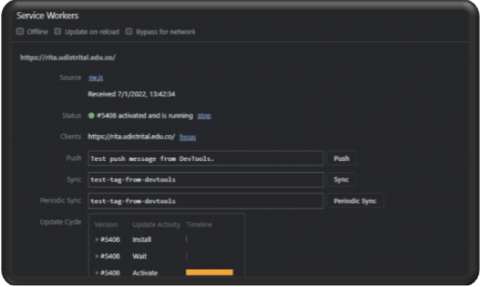 Service Workers
Offline Update on reload Bypass for network
https://rita.udistrital.edu.co/
Source sw.js
Received 7/1/2022, 13:42:34
Status #5408 activated and is running stop
Clients https://rita.udistrital.edu.co/ focus
Push Test push message from DevTools. Push
Sync test-tag-from-devtools Sync
Periodic Sync test-tag-from-devtools Periodic Sync
Update Cycle Version Update Activity Timeline
#5408 Install
#5408 Wait
#5408 Activate